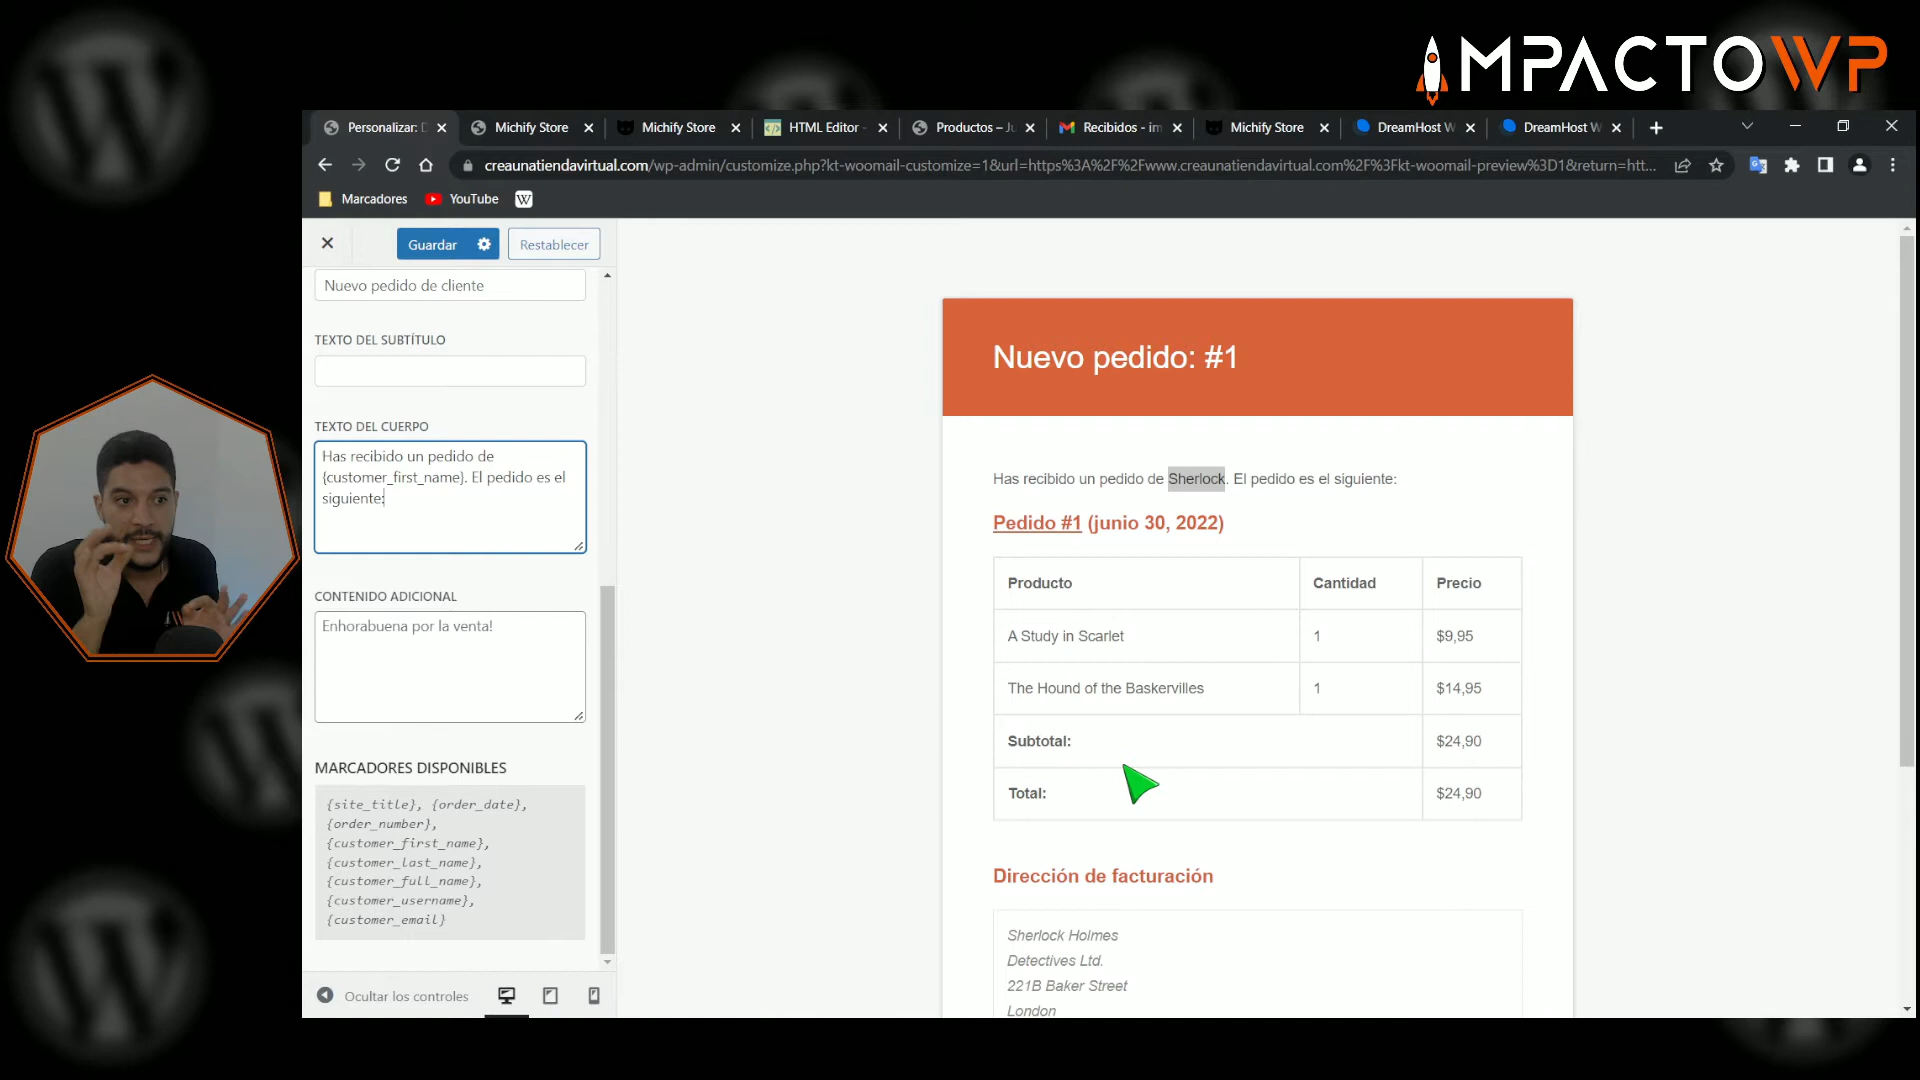 IMPACTOWP
Personalizar: D
Michify Store
Michify Store
HTML Editor -
Productos – Ju
Recibidos - im
Michify Store
DreamHost W
DreamHost W
creaunatiendavirtual.com/wp-admin/customize.php?kt-woomail-customize=1&url=https%3A%2F%2Fwww.creaunatiendavirtual.com%2F%3Fkt-woomail-preview%3D1&return=htt...
Marcadores
YouTube
W
Guardar
Restablecer
Nuevo pedido de cliente
TEXTO DEL SUBTÍTULO
TEXTO DEL CUERPO
Has recibido un pedido de
{customer_first_name}. El pedido es el
siguiente:
CONTENIDO ADICIONAL
Enhorabuena por la venta!
MARCADORES DISPONIBLES
{site_title}, {order_date},
{order_number},
{customer_first_name},
{customer_last_name},
{customer_full_name},
{customer_username},
{customer_email}
Ocultar los controles
Nuevo pedido: #1
Has recibido un pedido de Sherlock. El pedido es el siguiente:
Pedido #1 (junio 30, 2022)
Producto Cantidad Precio
A Study in Scarlet 1 $9,95
The Hound of the Baskervilles 1 $14,95
Subtotal: $24,90
Total: $24,90
Dirección de facturación
Sherlock Holmes
Detectives Ltd.
221B Baker Street
London